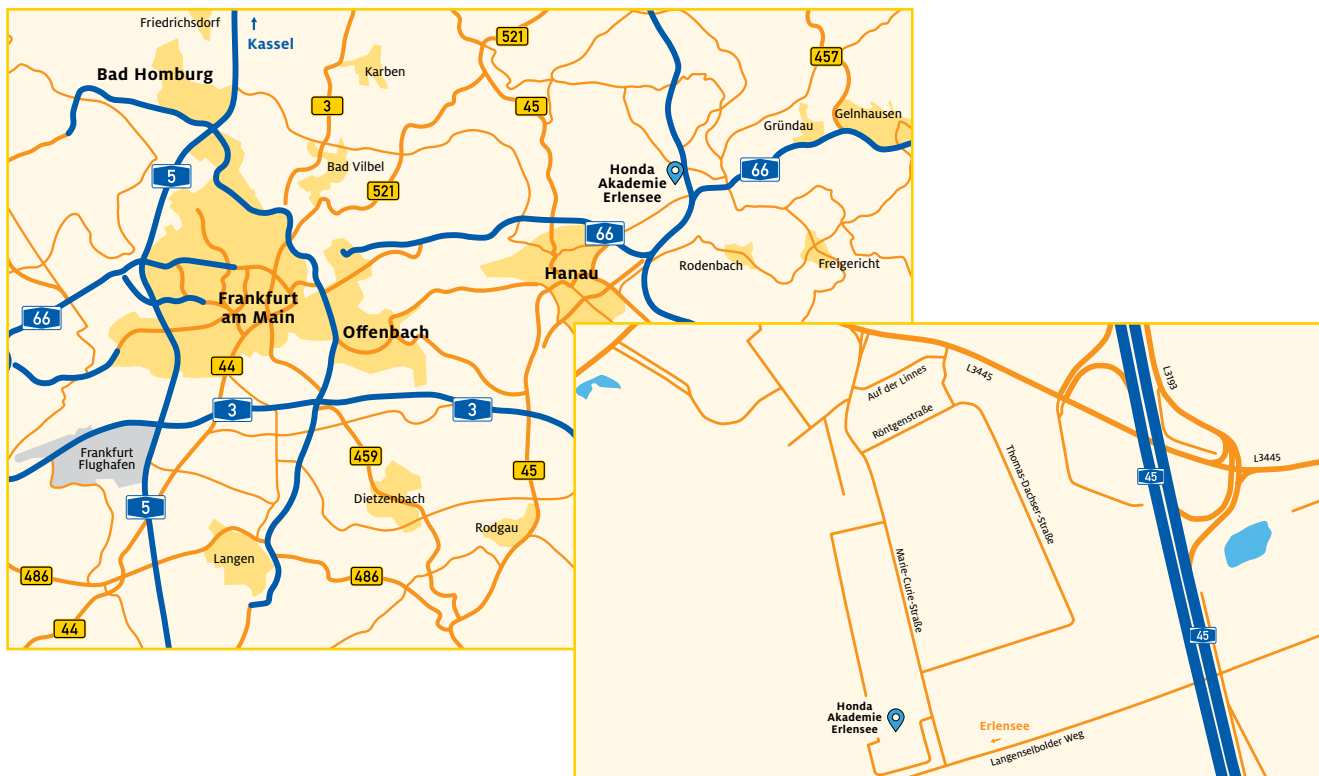 Friedrichsdorf
Kassel
521
457
Bad Homburg
Karben
3
45
Gelnhausen
Gründau
5
Bad Vilbel
521
Honda
Akademie
Erlensee
66
66
Rodenbach
Freigericht
Hanau
66
Frankfurt
am Main
Offenbach
44
3
3
Frankfurt
Flughafen
459
45
5
Dietzenbach
Rodgau
Langen
486
486
44
L3445
L3193
Auf der Linnes
Röntgenstraße
Thomas-Dachser-Straße
L3445
45
Marie-Curie-Straße
45
Honda
Akademie
Erlensee
Erlensee
Langenselbolder Weg